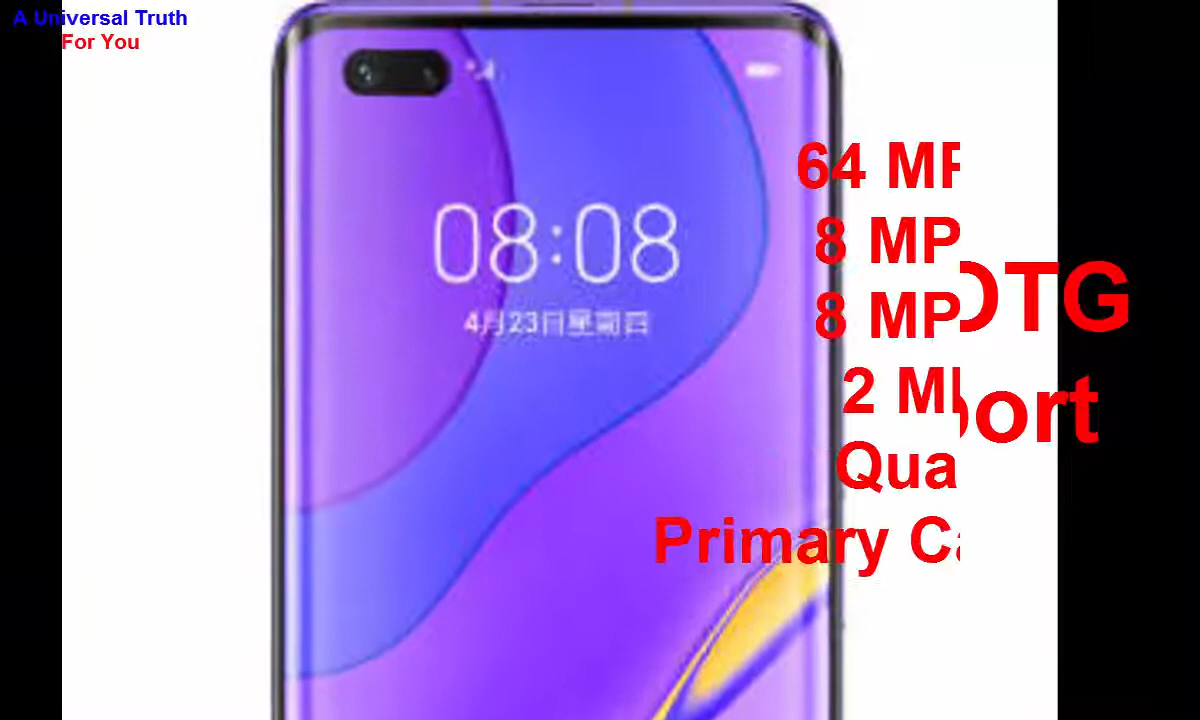 A Universal Truth
For You
08:08
4月23日星期四
64 MP
8 MP
8 MP
2 MP
Qua
Primary Ca
OTG
port